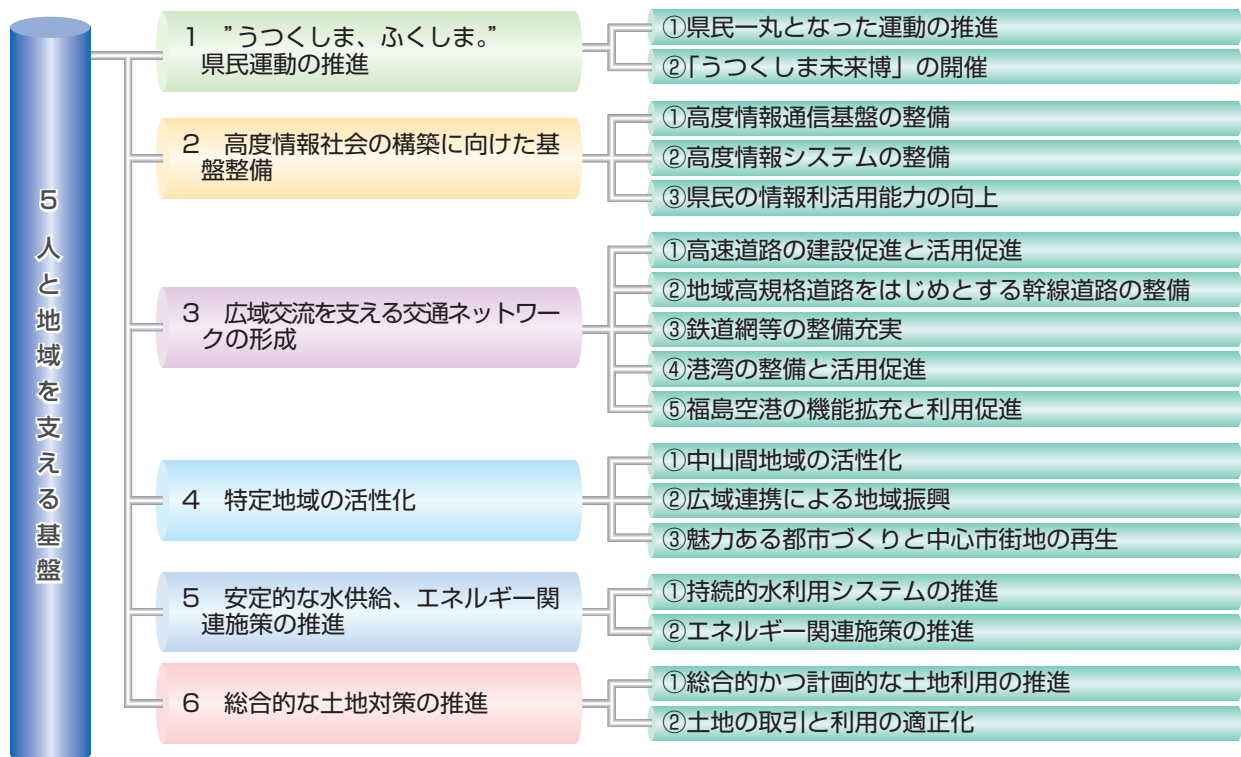 5 人と地域を支える基盤
1 ”うつくしま、ふくしま。”
県民運動の推進
①県民一丸となった運動の推進
②「うつくしま未来博」の開催
2 高度情報社会の構築に向けた基
盤整備
①高度情報通信基盤の整備
②高度情報システムの整備
③県民の情報利活用能力の向上
3 広域交流を支える交通ネットワー
クの形成
①高速道路の建設促進と活用促進
②地域高規格道路をはじめとする幹線道路の整備
③鉄道網等の整備充実
④港湾の整備と活用促進
⑤福島空港の機能拡充と利用促進
4 特定地域の活性化
①中山間地域の活性化
②広域連携による地域振興
③魅力ある都市づくりと中心市街地の再生
5 安定的な水供給、エネルギー関
連施策の推進
①持続的水利用システムの推進
②エネルギー関連施策の推進
6 総合的な土地対策の推進
①総合的かつ計画的な土地利用の推進
②土地の取引と利用の適正化